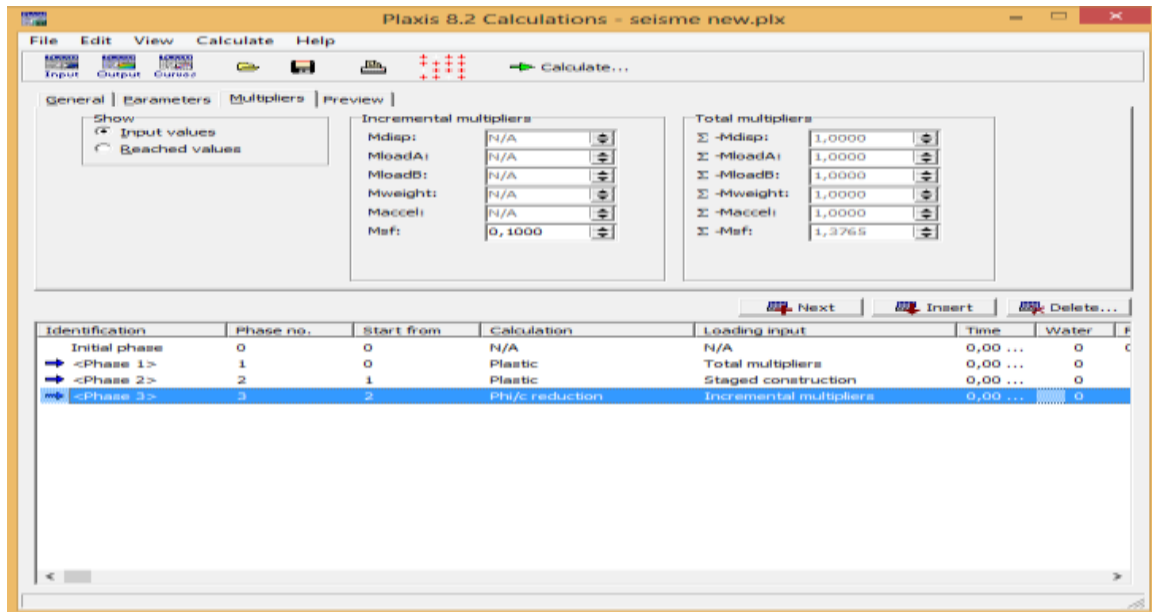 Plaxis 8.2 Calculations - seisme new.plx
File Edit View Calculate Help
Input Output Curves Calculate...
General Parameters Multipliers Preview
Show
Input values
Reached values
Incremental multipliers
Mdisp: N/A
MloadA: N/A
MloadB: N/A
Mweight: N/A
Maccel: N/A
Msf: 0,1000
Total multipliers
Σ -Mdisp: 1,0000
Σ -MloadA: 1,0000
Σ -MloadB: 1,0000
Σ -Mweight: 1,0000
Σ -Maccel: 1,0000
Σ -Msf: 1,3765
Next Insert Delete...
Identification Phase no. Start from Calculation Loading input Time Water F
Initial phase 0 0 N/A N/A 0,00 ... 0
<Phase 1> 1 0 Plastic Total multipliers 0,00 ... 0
<Phase 2> 2 1 Plastic Staged construction 0,00 ... 0
<Phase 3> 3 2 Phi/c reduction Incremental multipliers 0,00 ... 0